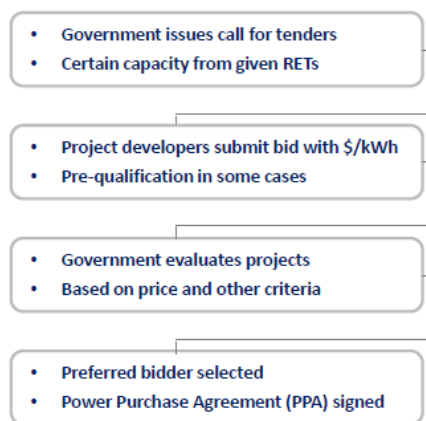 • Government issues call for tenders
• Certain capacity from given RETs
• Project developers submit bid with $/kWh
• Pre-qualification in some cases
• Government evaluates projects
• Based on price and other criteria
• Preferred bidder selected
• Power Purchase Agreement (PPA) signed